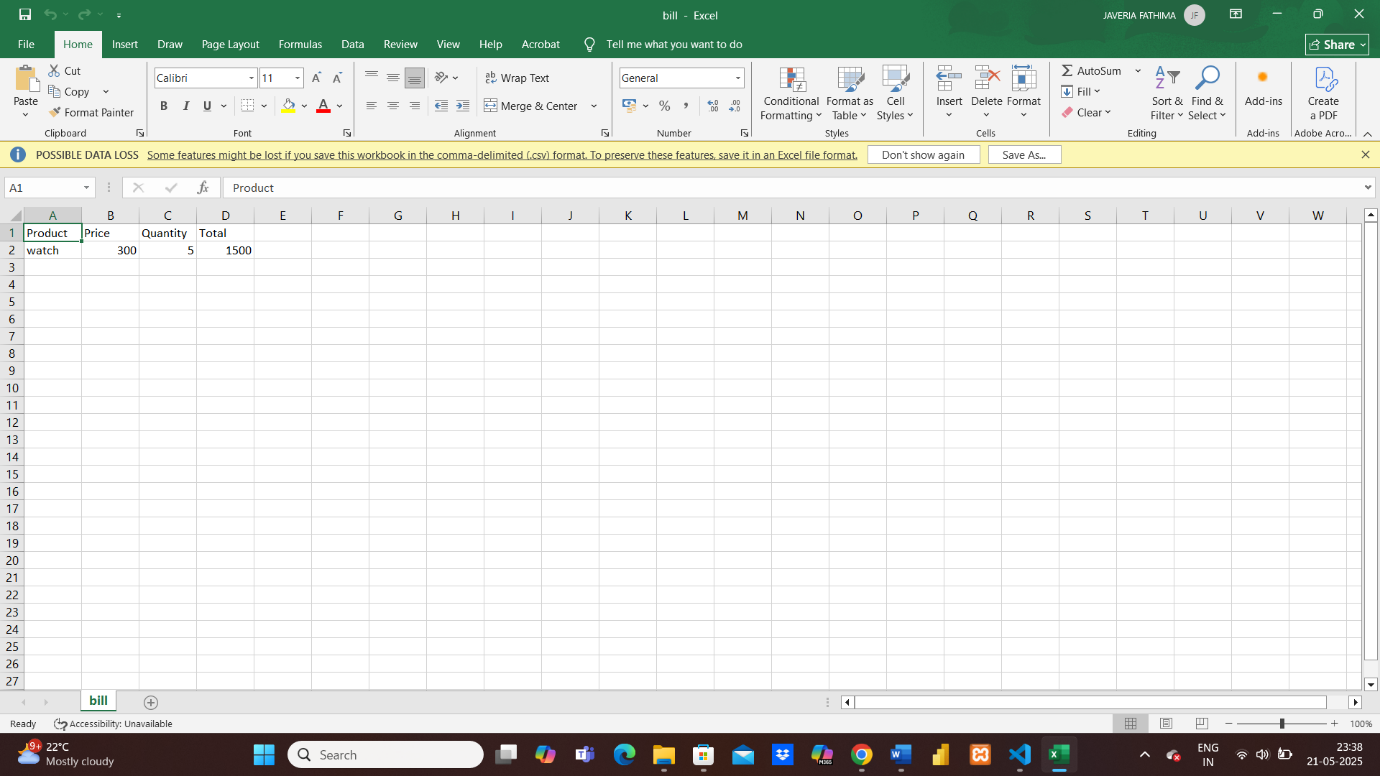 bill - Excel
JAVERIA FATHIMA JF
File Home Insert Draw Page Layout Formulas Data Review View Help Acrobat Tell me what you want to do Share
Paste
Cut
Copy
Format Painter
Clipboard
Calibri 11
B I U
Font
Wrap Text
Merge & Center
Alignment
General
Number
Conditional Formatting
Format as Table
Cell Styles
Styles
Insert Delete Format
Cells
AutoSum
Fill
Clear
Sort & Filter
Find & Select
Editing
Add-ins
Add-ins
Create a PDF
Adobe Acro...
POSSIBLE DATA LOSS Some features might be lost if you save this workbook in the comma-delimited (.csv) format. To preserve these features, save it in an Excel file format. Don't show again Save As...
A1 fx Product
A B C D E F G H I J K L M N O P Q R S T U V W
1 Product Price Quantity Total
2 watch 300 5 1500
3
4
5
6
7
8
9
10
11
12
13
14
15
16
17
18
19
20
21
22
23
24
25
26
27
bill
Ready Accessibility: Unavailable 100%
9+ 22°C
Mostly cloudy
Search
M365
ENG
IN
23:38
21-05-2025